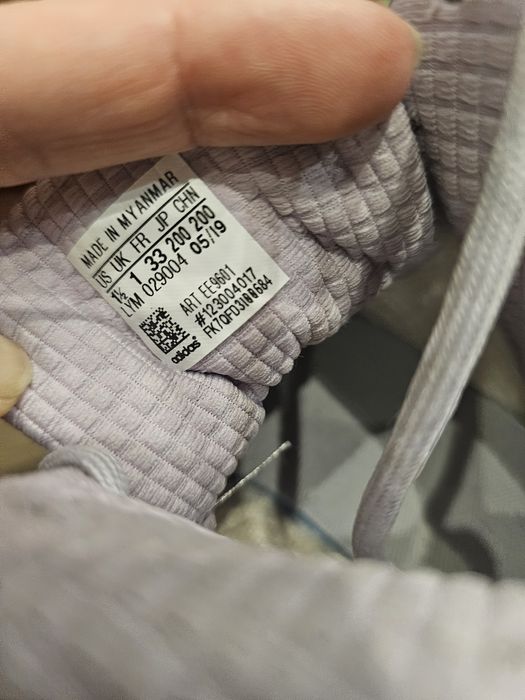 MADE IN MYANMAR
US UK FR JP CHN
1½ 1 33 200 200
LYM 029004 05/19
ART EE9601
#123004017
adidas